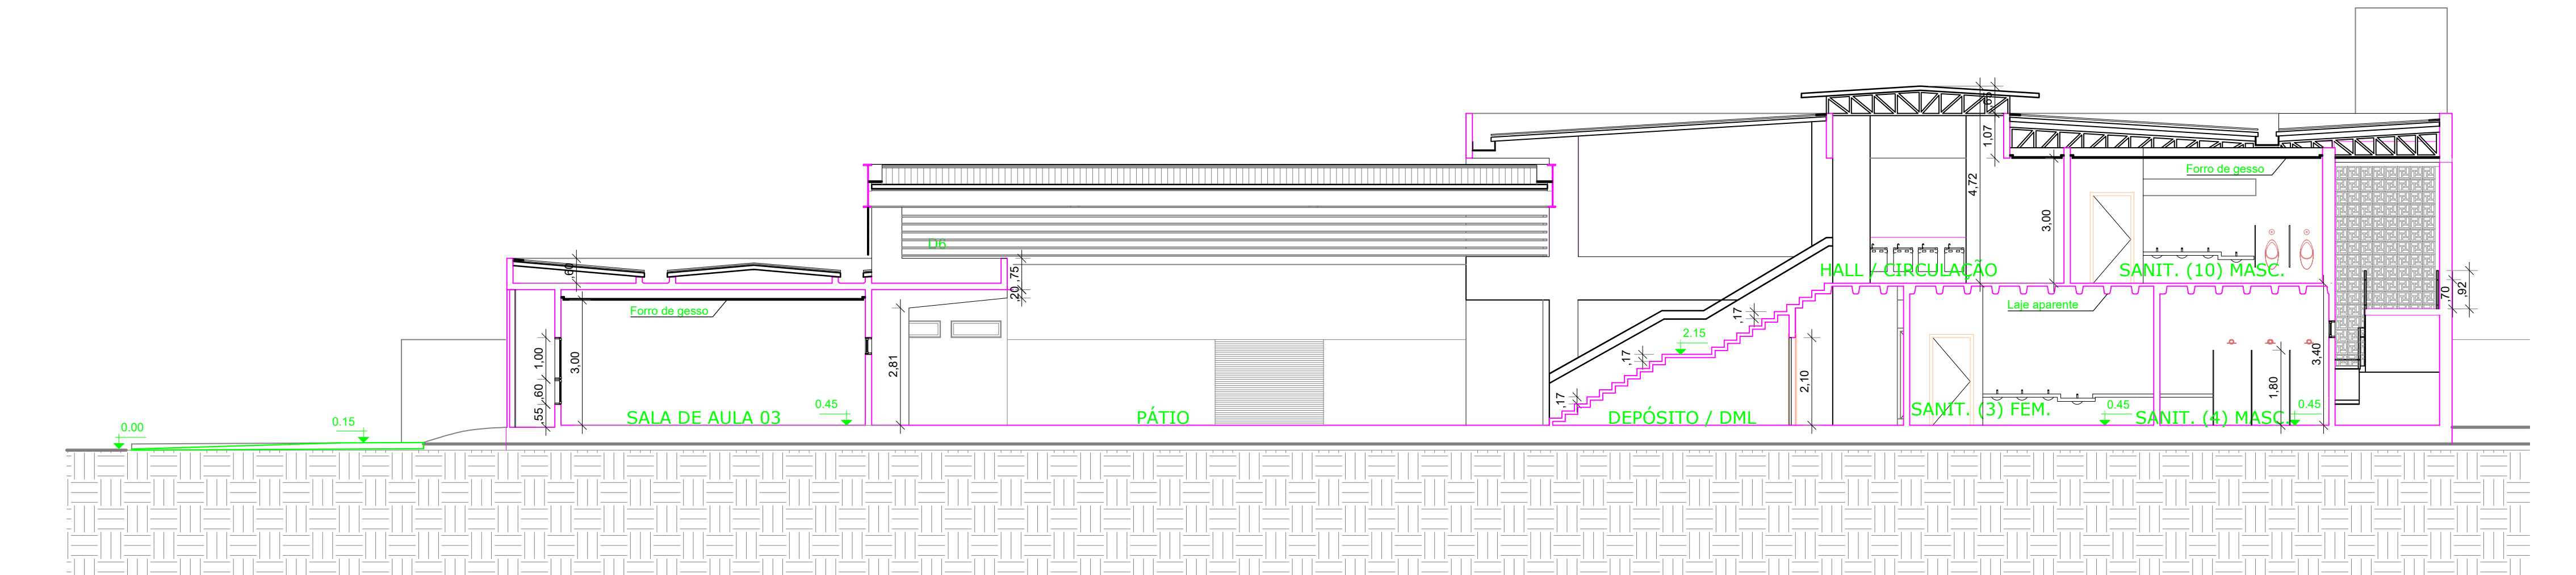 ,65
1,07
4,72
Forro de gesso
3,00
D6
,60
,75
,20
HALL / CIRCULAÇÃO
SANIT. (10) MASC.
,70
,92
Forro de gesso
Laje aparente
,17
2.15
,17
1,00
3,00
2,81
3,40
,60
2,10
1,80
,55
,17
0.45
0.45
0.45
SALA DE AULA 03
PÁTIO
DEPÓSITO / DML
SANIT. (3) FEM.
SANIT. (4) MASC.
0.15
0.00